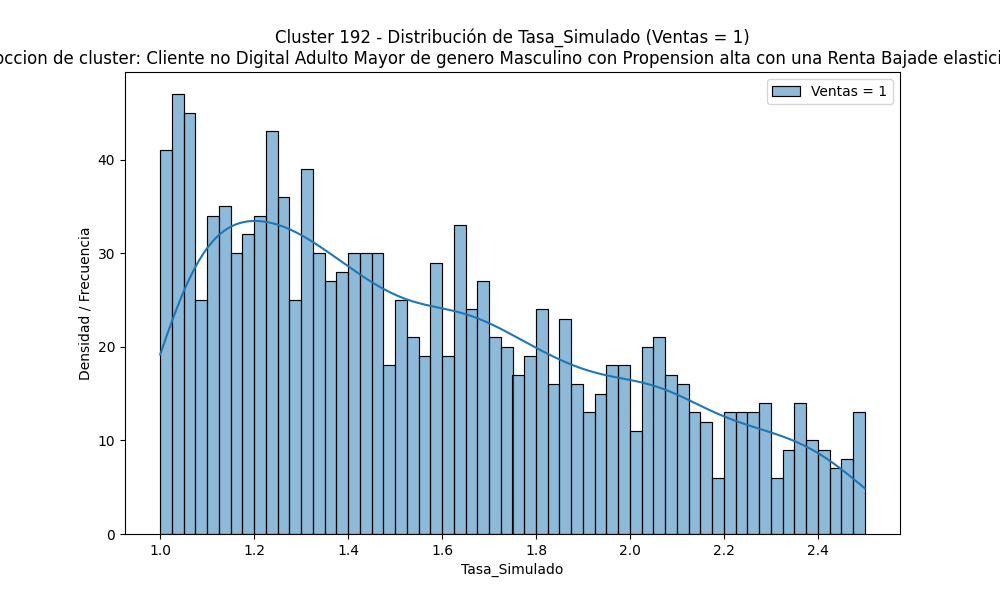 Cluster 192 - Distribución de Tasa_Simulado (Ventas = 1)
de cluster: Cliente no Digital Adulto Mayor de genero Masculino con Propension alta con una Renta Bajade
Ventas = 1
Densidad / Frecuencia
40
30
20
10
0
1.0 1.2 1.4 1.6 1.8 2.0 2.2 2.4
Tasa_Simulado